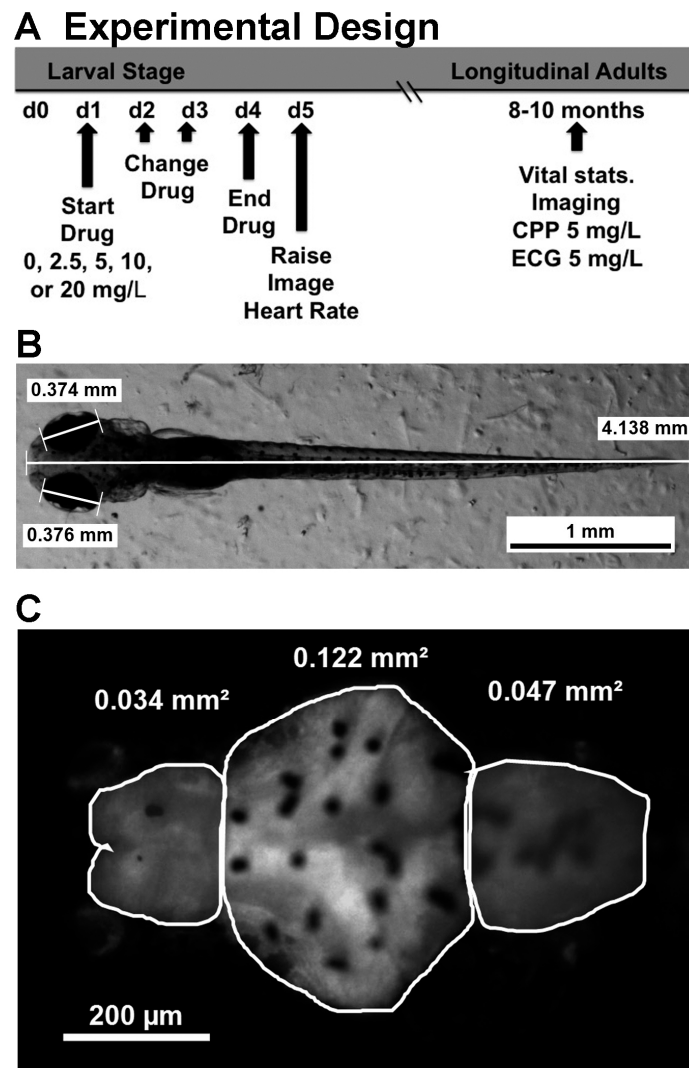 A Experimental Design
Larval Stage
Longitudinal Adults
d0 d1 d2 d3 d4 d5
8-10 months
Change
Drug
Start
Drug
0, 2.5, 5, 10,
or 20 mg/L
End
Drug
Raise
Image
Heart Rate
Vital stats.
Imaging
CPP 5 mg/L
ECG 5 mg/L
B
0.374 mm
4.138 mm
0.376 mm
1 mm
C
0.122 mm²
0.034 mm²
0.047 mm²
200 µm